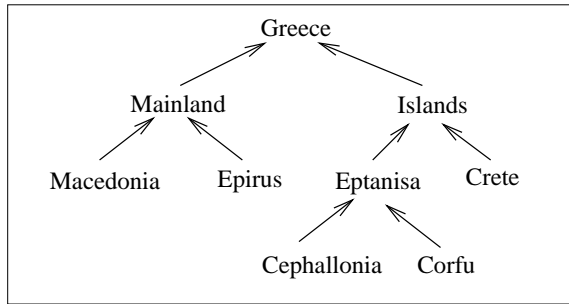 Greece
Mainland Islands
Macedonia Epirus Eptanisa Crete
Cephallonia Corfu